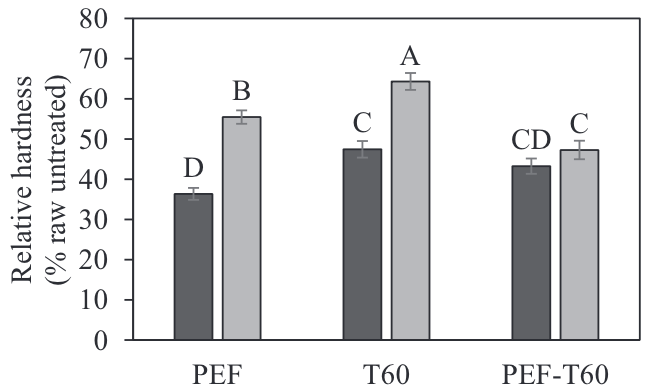 Relative hardness
(% raw untreated)
80
70
60
50
40
30
20
10
0
D
B
C
A
CD
C
PEF
T60
PEF-T60